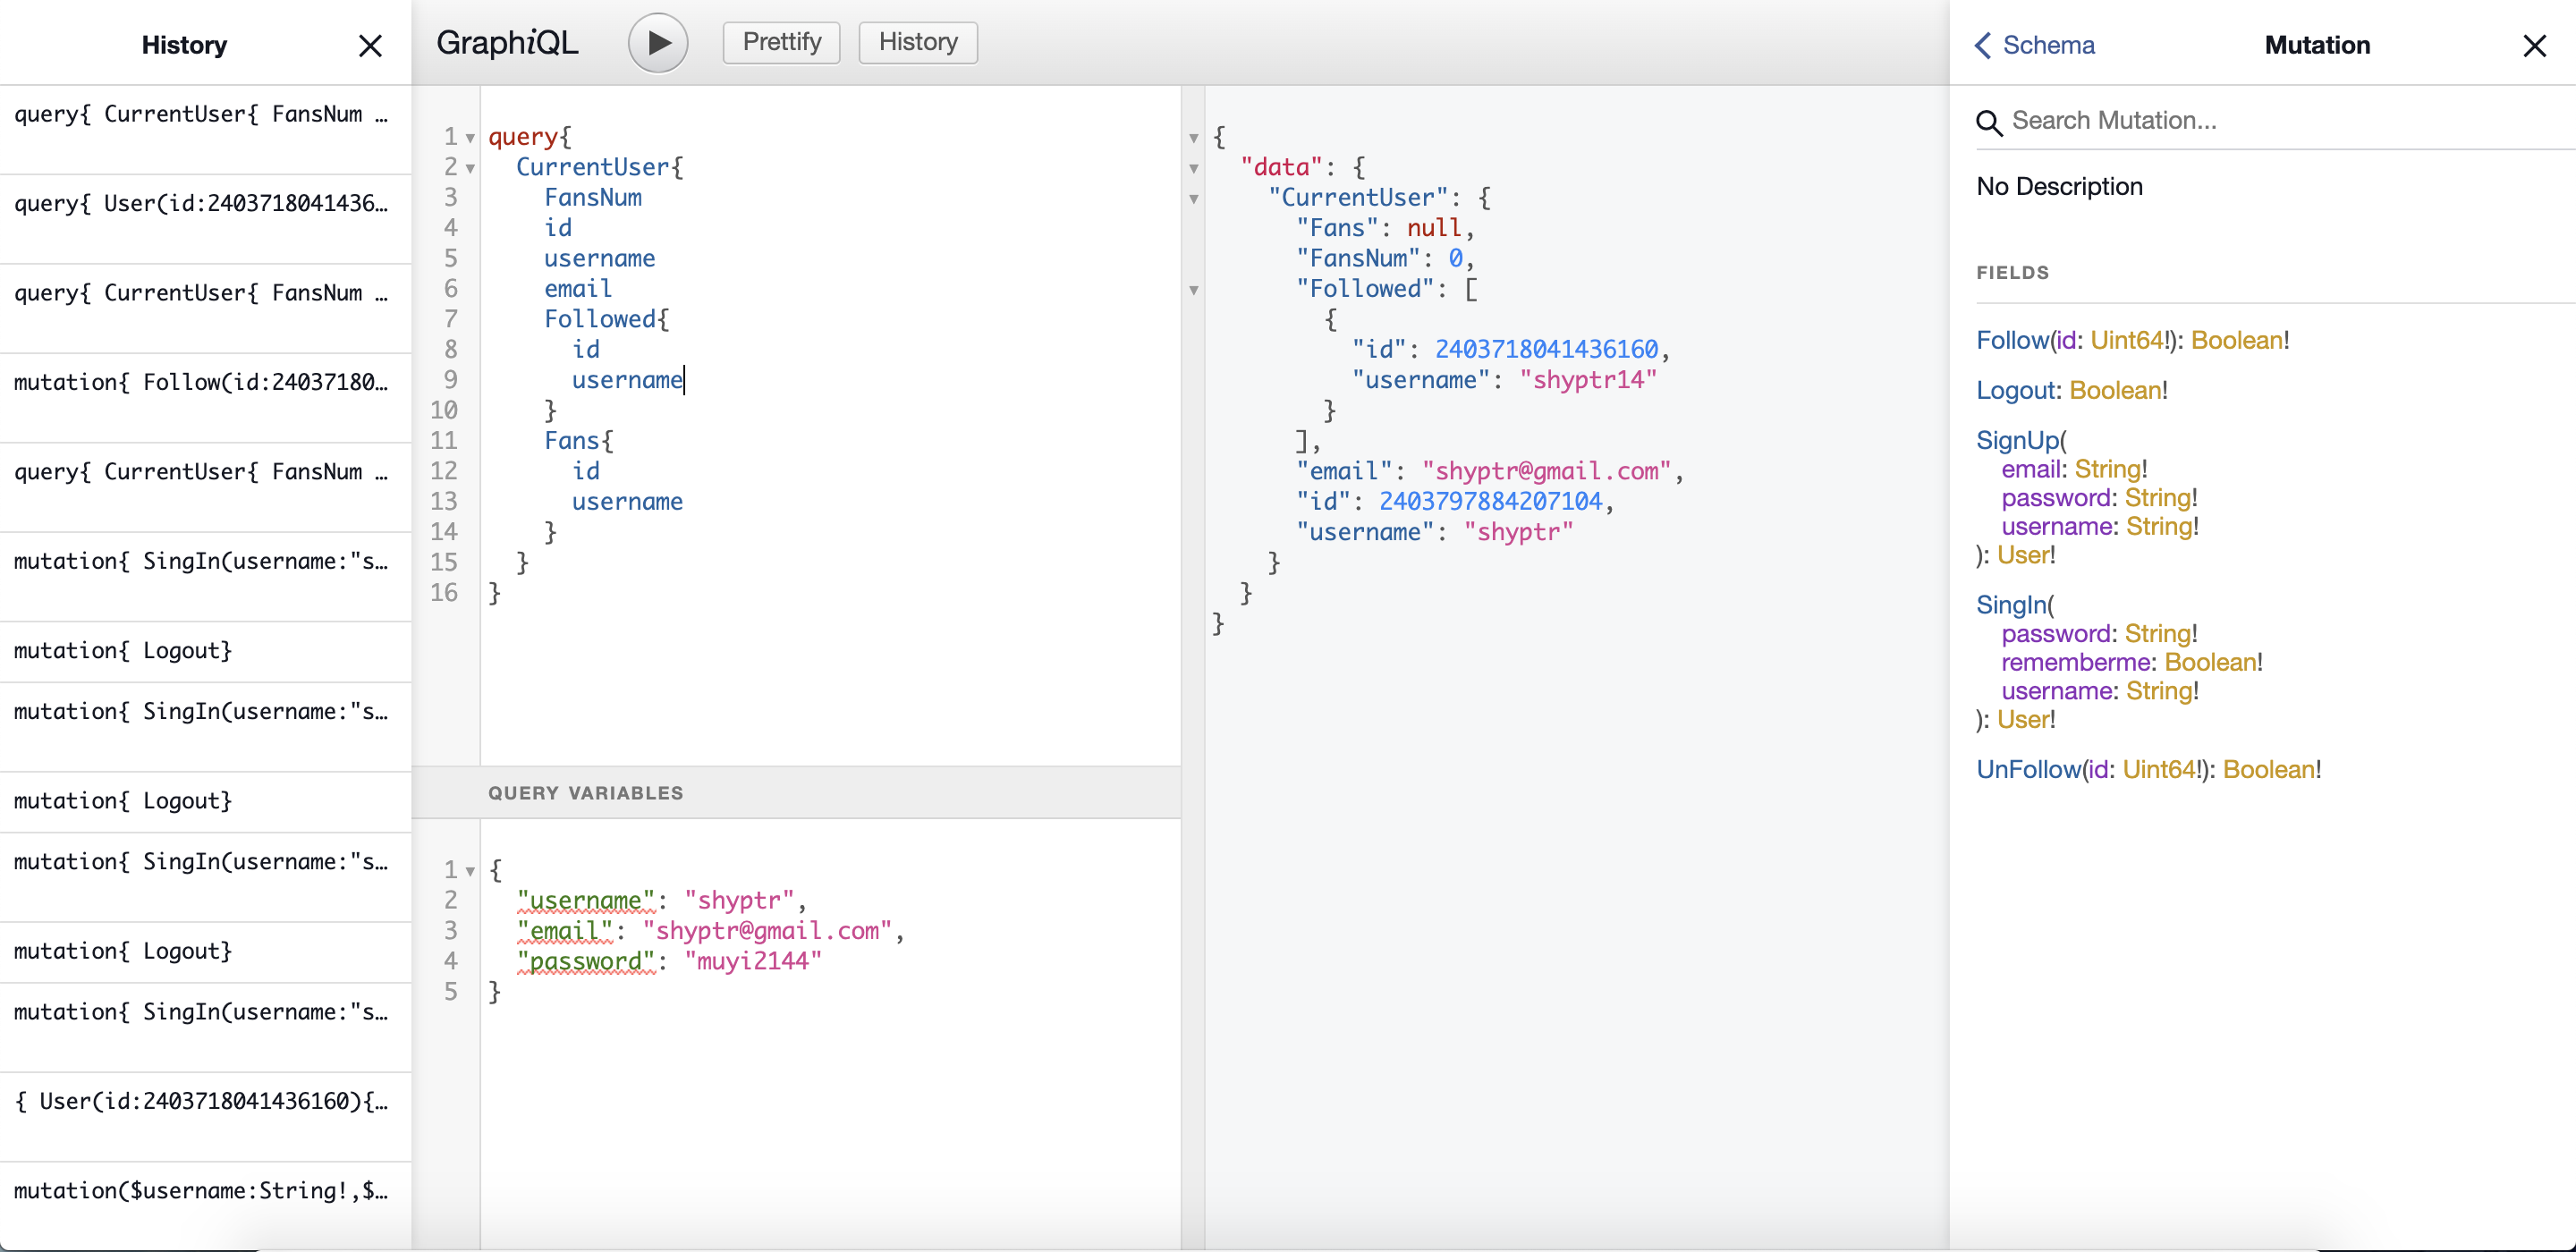 History
query{ CurrentUser{ FansNum …
query{ User(id:2403718041436…
query{ CurrentUser{ FansNum …
mutation{ Follow(id:24037180…
query{ CurrentUser{ FansNum …
mutation{ SingIn(username:"s…
mutation{ Logout}
mutation{ SingIn(username:"s…
mutation{ Logout}
mutation{ SingIn(username:"s…
mutation{ Logout}
mutation{ SingIn(username:"s…
{ User(id:2403718041436160){…
mutation($username:String!,$…
GraphiQL
Prettify
History
1 query{
2 CurrentUser{
3 FansNum
4 id
5 username
6 email
7 Followed{
8 id
9 username
10 }
11 Fans{
12 id
13 username
14 }
15 }
16 }
QUERY VARIABLES
1 {
2 "username": "shyptr",
3 "email": "shyptr@gmail.com",
4 "password": "muyi2144"
5 }
{
"data": {
"CurrentUser": {
"Fans": null,
"FansNum": 0,
"Followed": [
{
"id": 2403718041436160,
"username": "shyptr14"
}
],
"email": "shyptr@gmail.com",
"id": 2403797884207104,
"username": "shyptr"
}
}
}
Schema
Mutation
Search Mutation...
No Description
FIELDS
Follow(id: Uint64!): Boolean!
Logout: Boolean!
SignUp(
email: String!
password: String!
username: String!
): User!
SingIn(
password: String!
rememberme: Boolean!
username: String!
): User!
UnFollow(id: Uint64!): Boolean!